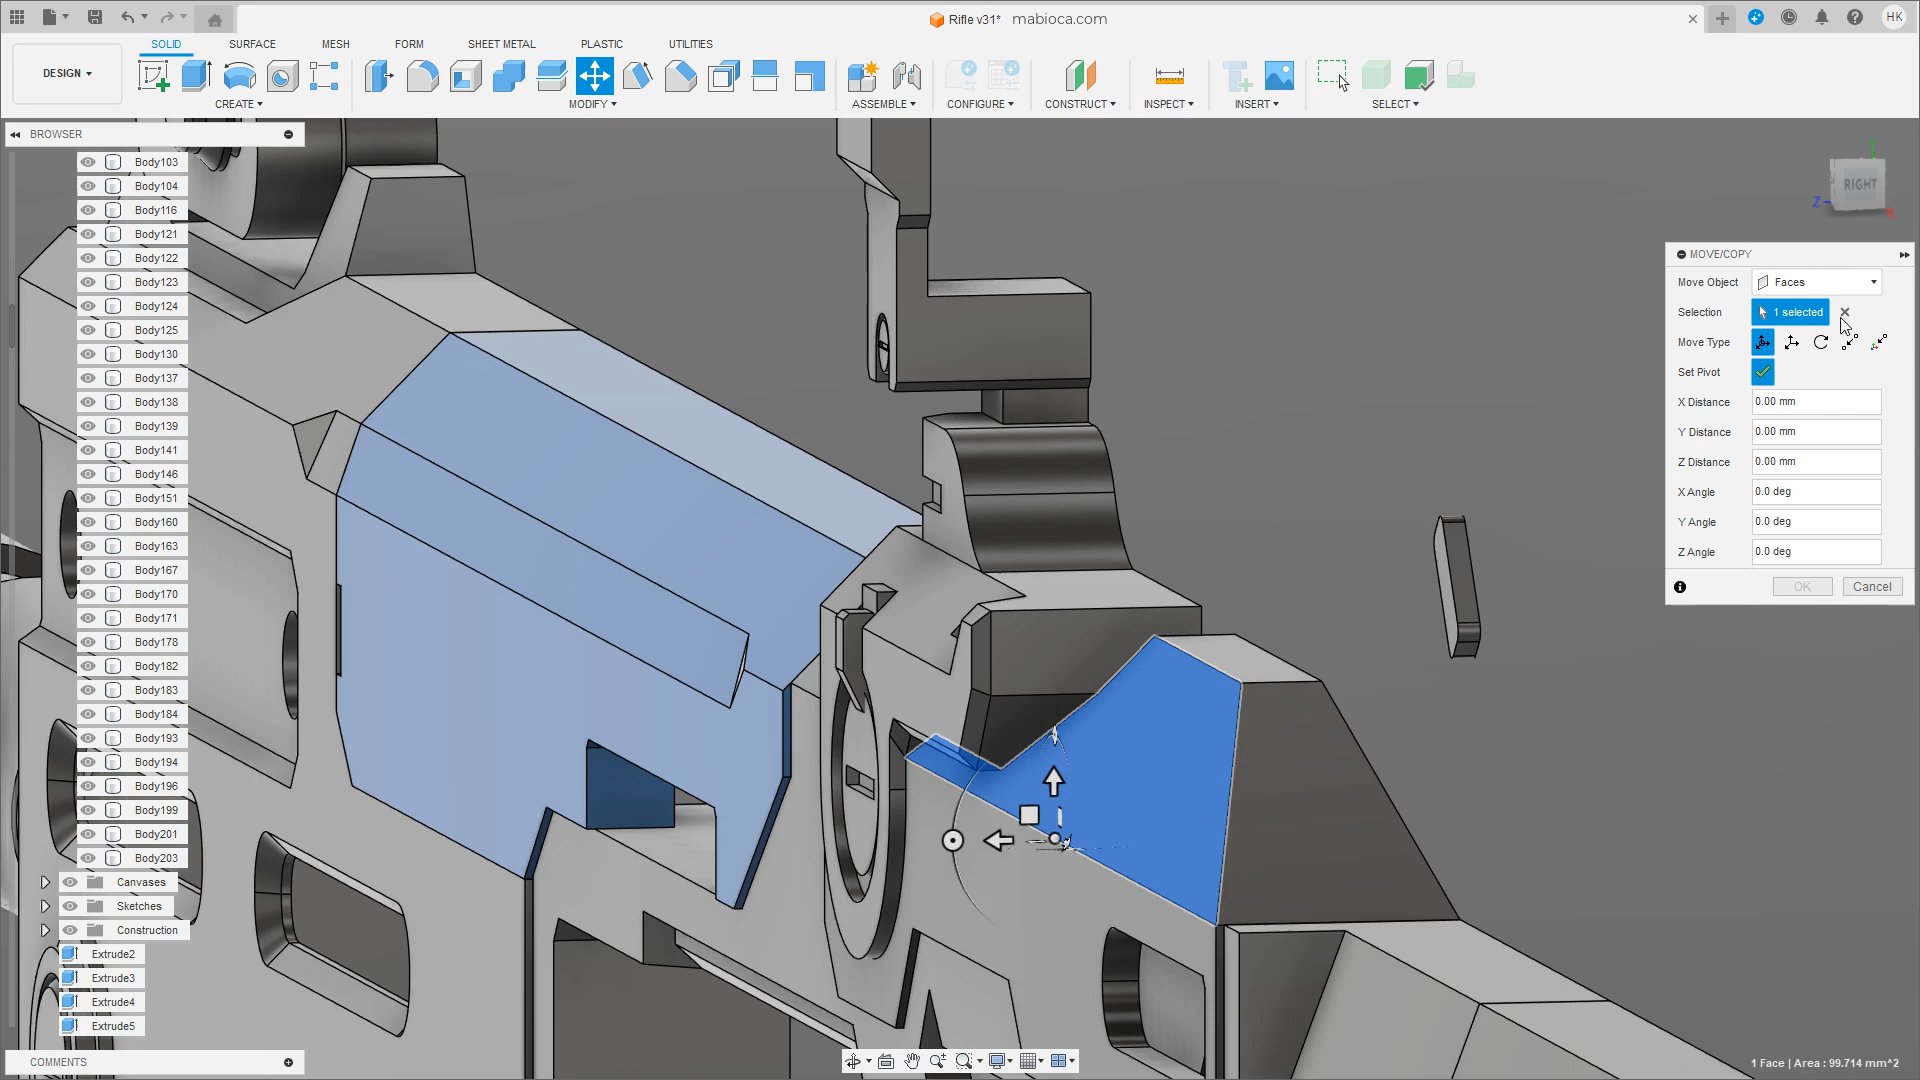 Rifle v31* mabioca.com
HK
DESIGN
SOLID SURFACE MESH FORM SHEET METAL PLASTIC UTILITIES
CREATE MODIFY ASSEMBLE CONFIGURE CONSTRUCT INSPECT INSERT SELECT
BROWSER
Body103
Body104
Body116
Body121
Body122
Body123
Body124
Body125
Body130
Body137
Body138
Body139
Body141
Body146
Body151
Body160
Body163
Body167
Body170
Body171
Body178
Body182
Body183
Body184
Body193
Body194
Body196
Body199
Body201
Body203
Canvases
Sketches
Construction
Extrude2
Extrude3
Extrude4
Extrude5
COMMENTS
RIGHT
Z
MOVE/COPY
Move Object Faces
Selection 1 selected
Move Type
Set Pivot
X Distance 0.00 mm
Y Distance 0.00 mm
Z Distance 0.00 mm
X Angle 0.0 deg
Y Angle 0.0 deg
Z Angle 0.0 deg
OK Cancel
1 Face | Area : 99.714 mm^2